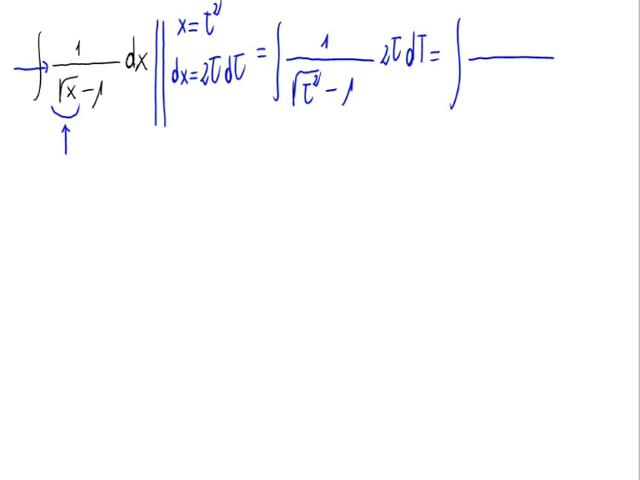 ∫ 1/(√x - 1) dx || x = t², dx = 2t dt = ∫ 1/(√t² - 1) 2t dt = ∫